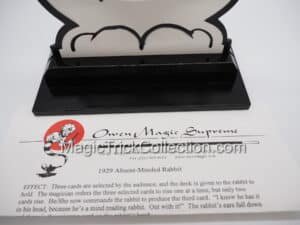 Owen Magic Supreme
MagicTrickCollection.com
1929 Absent-Minded Rabbit
EFFECT: Three cards are selected by the audience, and the deck is given to the rabbit to
hold. The magician orders the three selected cards to rise one at a time, but only two
cards rise. He/She now commands the rabbit to produce the third card. "I know he has it
in his head, because he's a mind reading rabbit. Out with it!" The rabbit's ears fall down